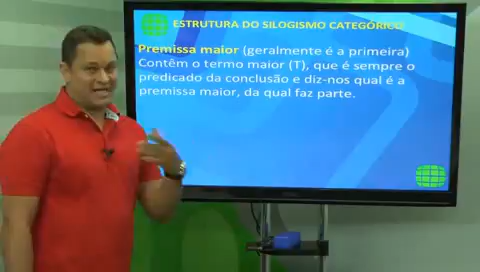 ESTRUTURA DO SILOGISMO CATEGÓRICO
Premissa maior (geralmente é a primeira)
Contêm o termo maior (T), que é sempre o
predicado da conclusão e diz-nos qual é a
premissa maior, da qual faz parte.